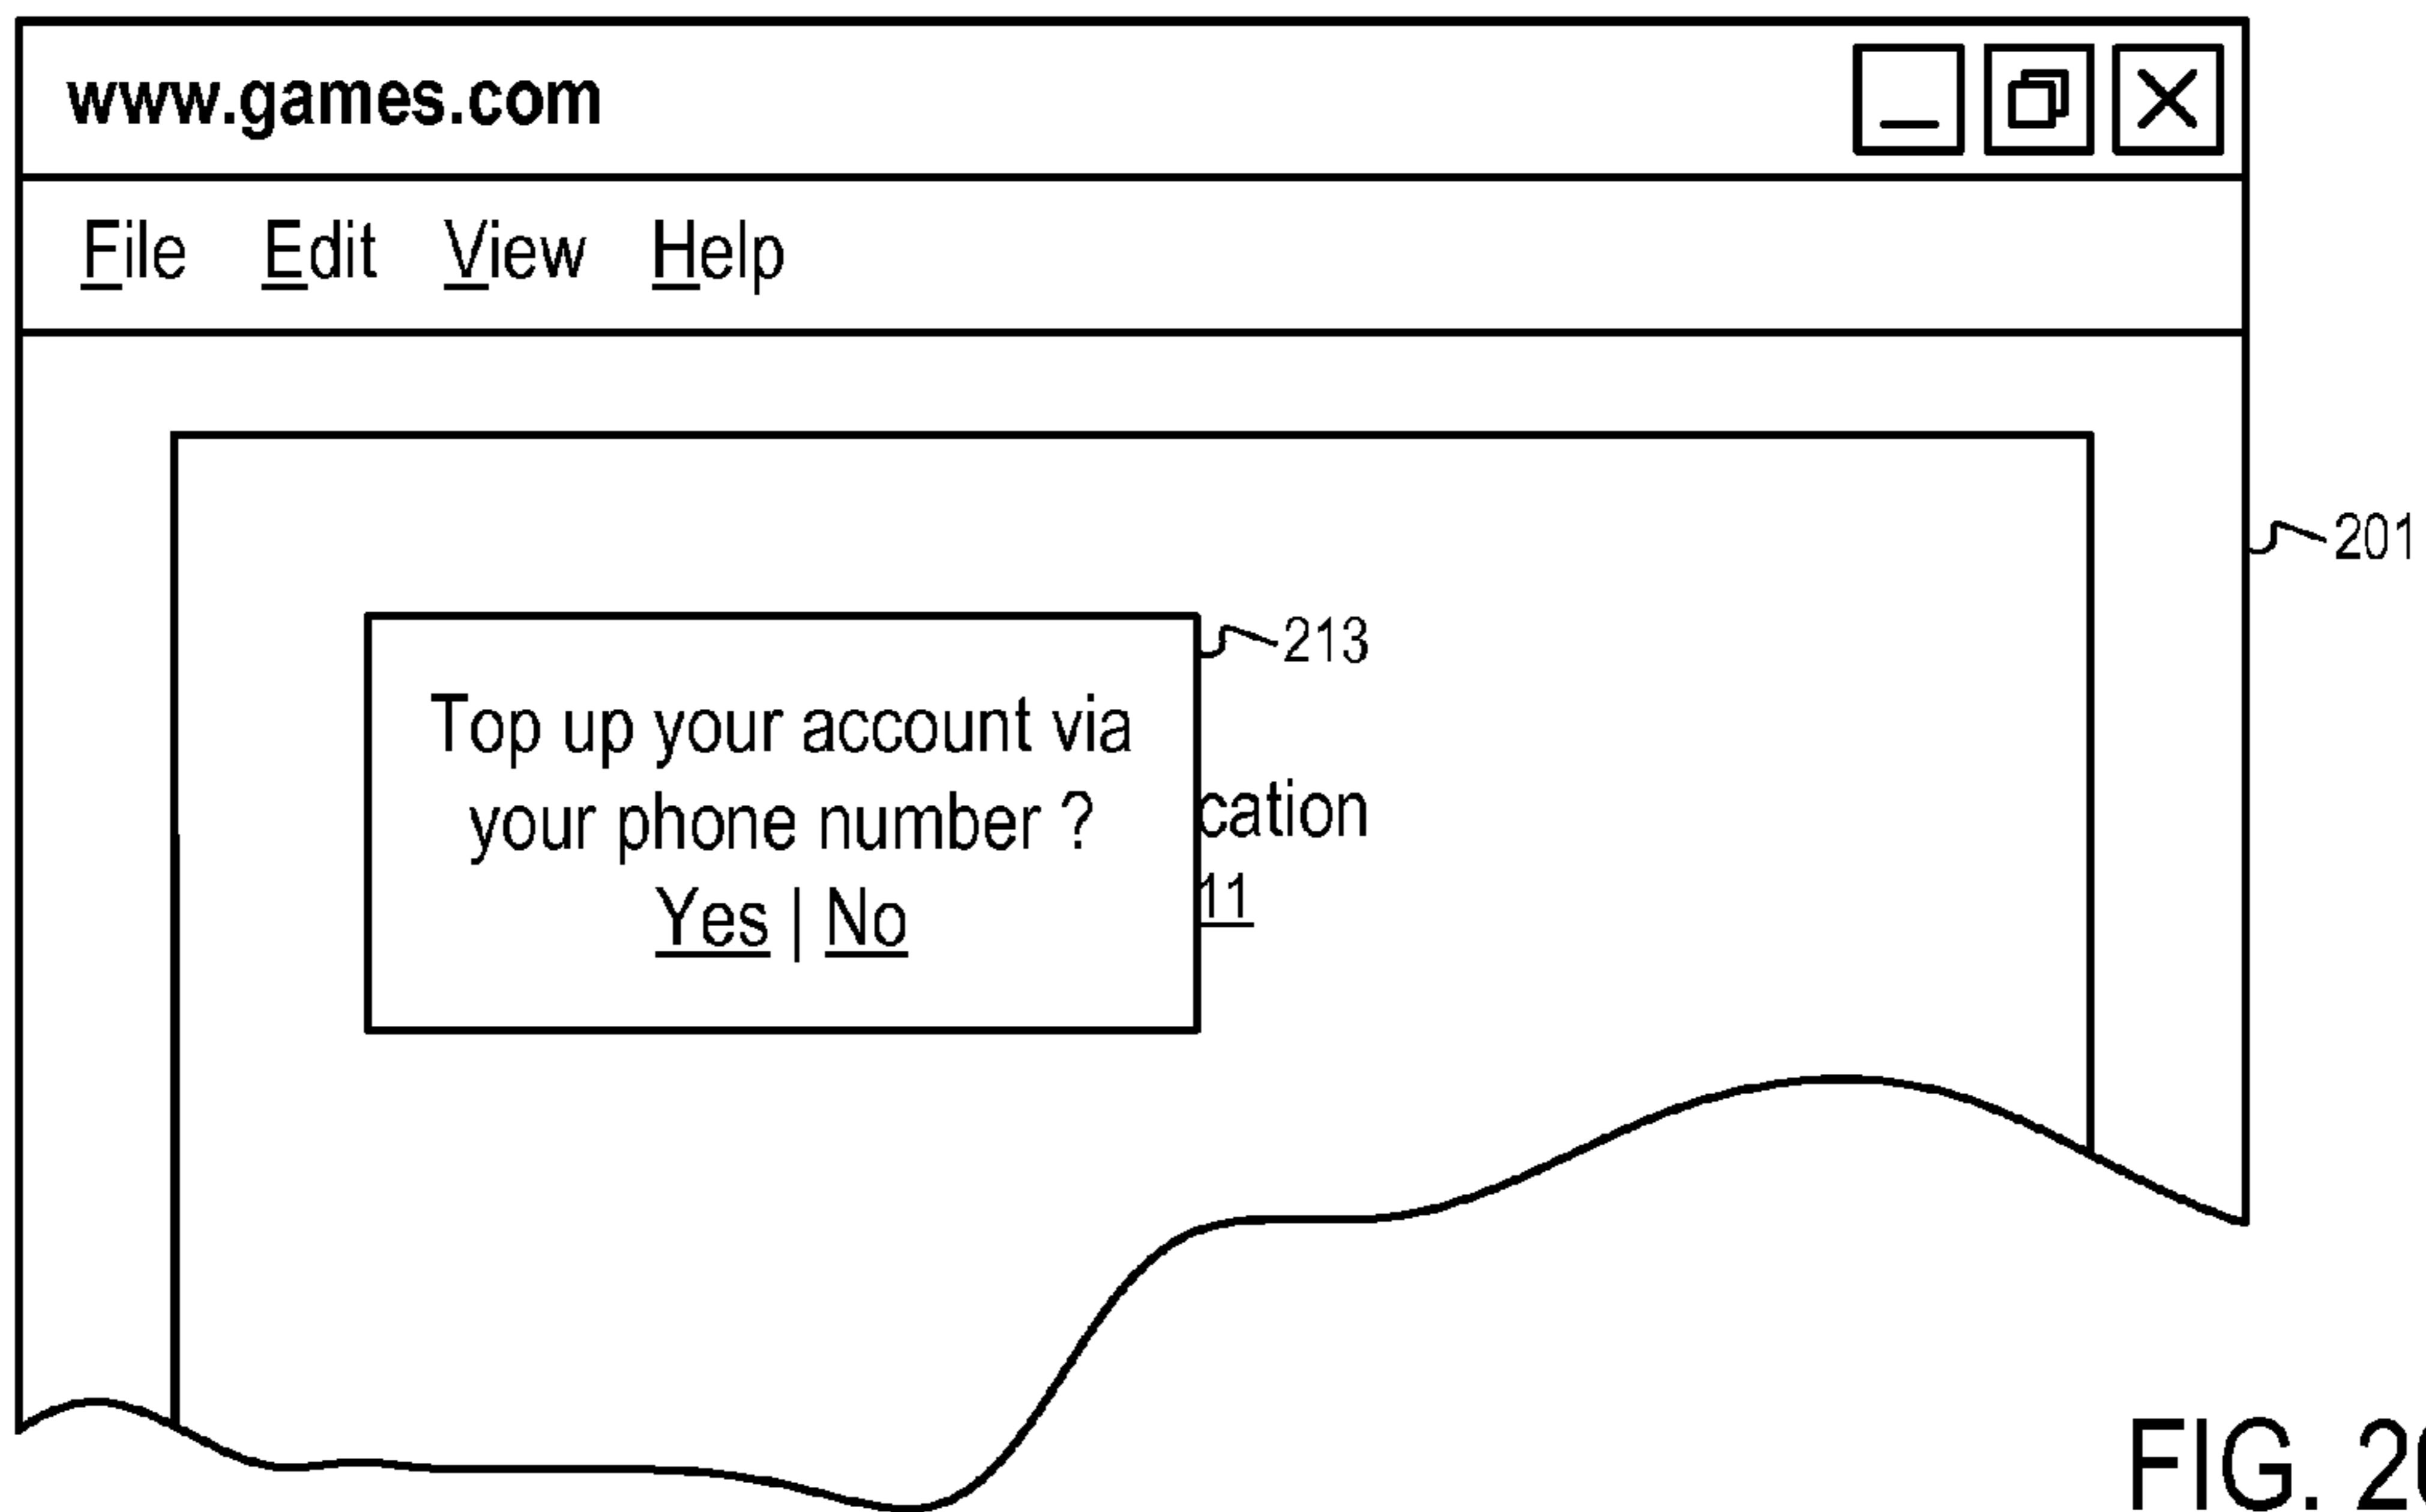 www.games.com
File Edit View Help
201
213
Top up your account via
your phone number ?
cation
11
Yes | No
FIG. 20